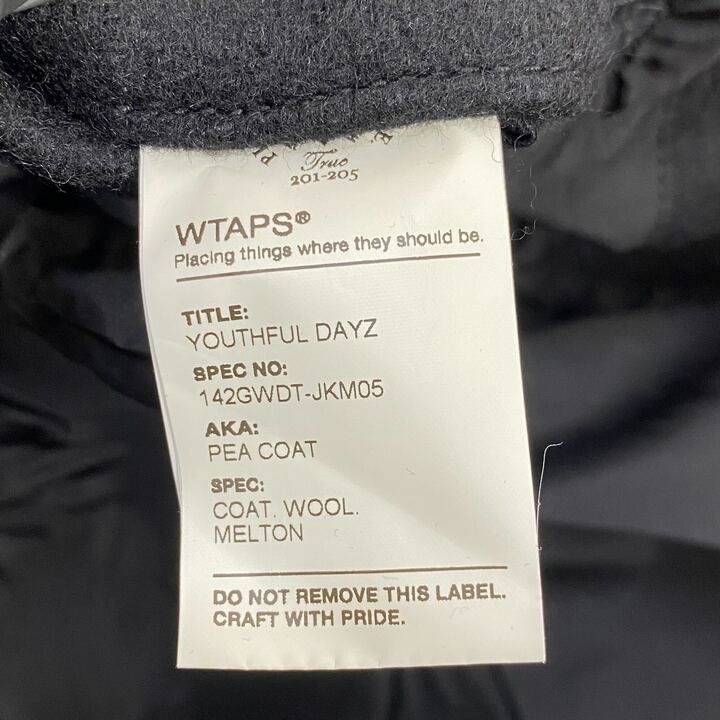 True
201-205
WTAPS®
Placing things where they should be.
TITLE:
YOUTHFUL DAYZ
SPEC NO:
142GWDT-JKM05
AKA:
PEA COAT
SPEC:
COAT. WOOL.
MELTON
DO NOT REMOVE THIS LABEL.
CRAFT WITH PRIDE.